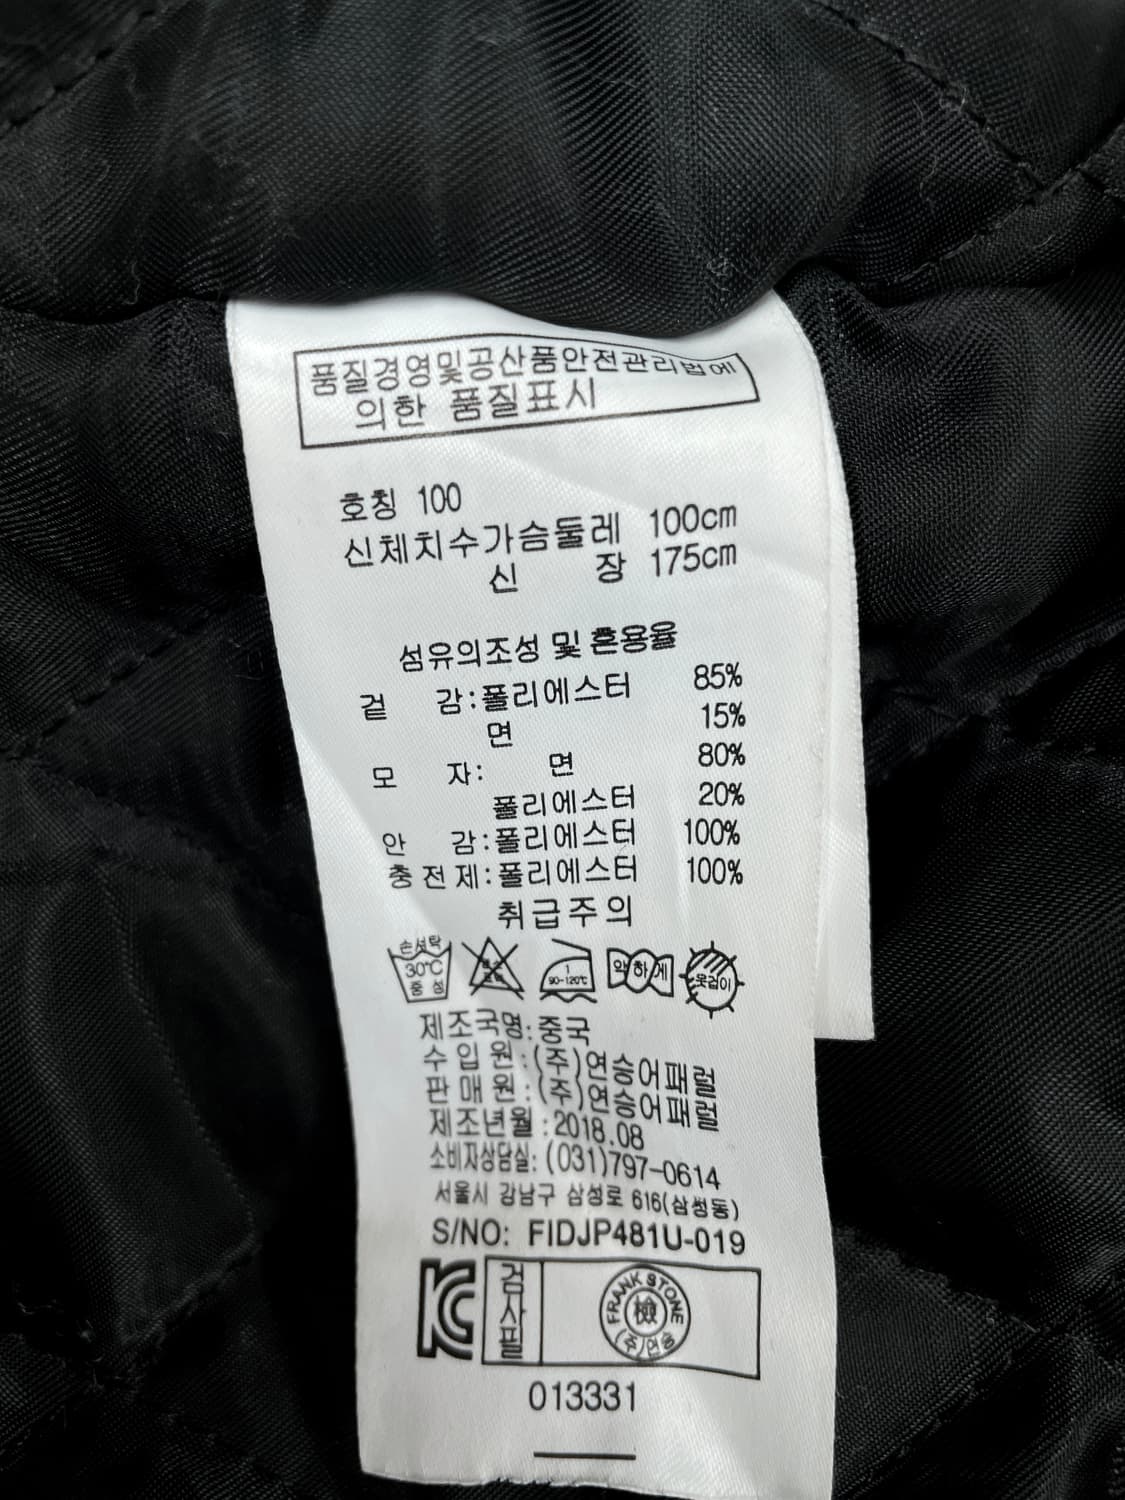 품질경영및공산품안전관리법에
의한 품질표시
호칭 100
신체치수가슴둘레 100cm
신 장 175cm
섬유의조성 및 혼용율
겉 감:폴리에스터 85%
면 15%
모 자: 면 80%
폴리에스터 20%
안 감:폴리에스터 100%
충전제:폴리에스터 100%
취급주의
손세탁
30℃
중성
1
90-120℃
약하게
옷걸이
제조국명:중국
수입원:(주)연승어패럴
판매원:(주)연승어패럴
제조년월:2018.08
소비자상담실:(031)797-0614
서울시 강남구 삼성로 616(삼성동)
S/NO: FIDJP481U-019
검사필
FRANK STONE
檢
(주)연승
013331